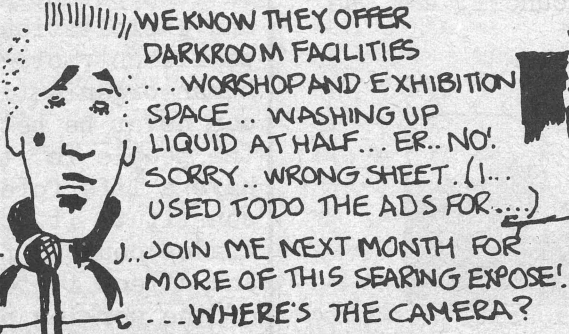 WE KNOW THEY OFFER
DARKROOM FACILITIES
.... WORKSHOP AND EXHIBITION
SPACE.. WASHING UP
LIQUID AT HALF... ER.. NO!
SORRY.. WRONG SHEET. (I...
USED TO DO THE ADS FOR....)
... JOIN ME NEXT MONTH FOR
MORE OF THIS SEARING EXPOSE!
... WHERE'S THE CAMERA?